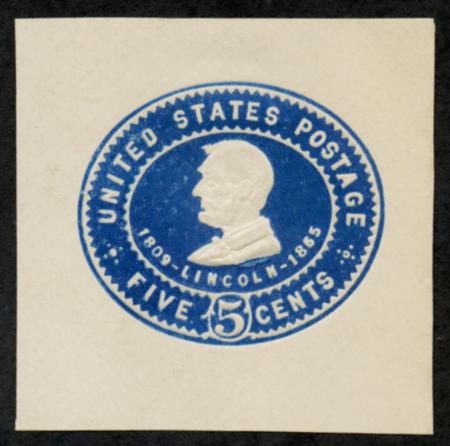 UNITED STATES POSTAGE
1809-LINCOLN-1865
FIVE 5 CENTS